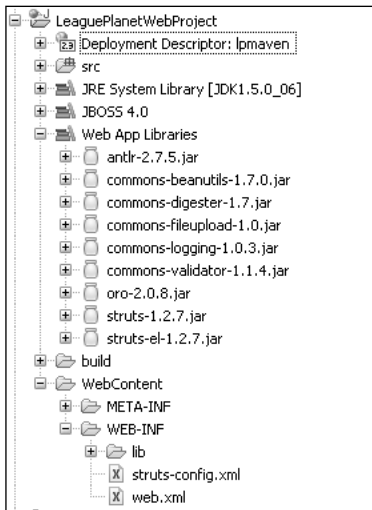 LeaguePlanetWebProject
2.3 Deployment Descriptor: lpmaven
src
JRE System Library [JDK1.5.0_06]
JBOSS 4.0
Web App Libraries
antlr-2.7.5.jar
commons-beanutils-1.7.0.jar
commons-digester-1.7.jar
commons-fileupload-1.0.jar
commons-logging-1.0.3.jar
commons-validator-1.1.4.jar
oro-2.0.8.jar
struts-1.2.7.jar
struts-el-1.2.7.jar
build
WebContent
META-INF
WEB-INF
lib
X struts-config.xml
X web.xml